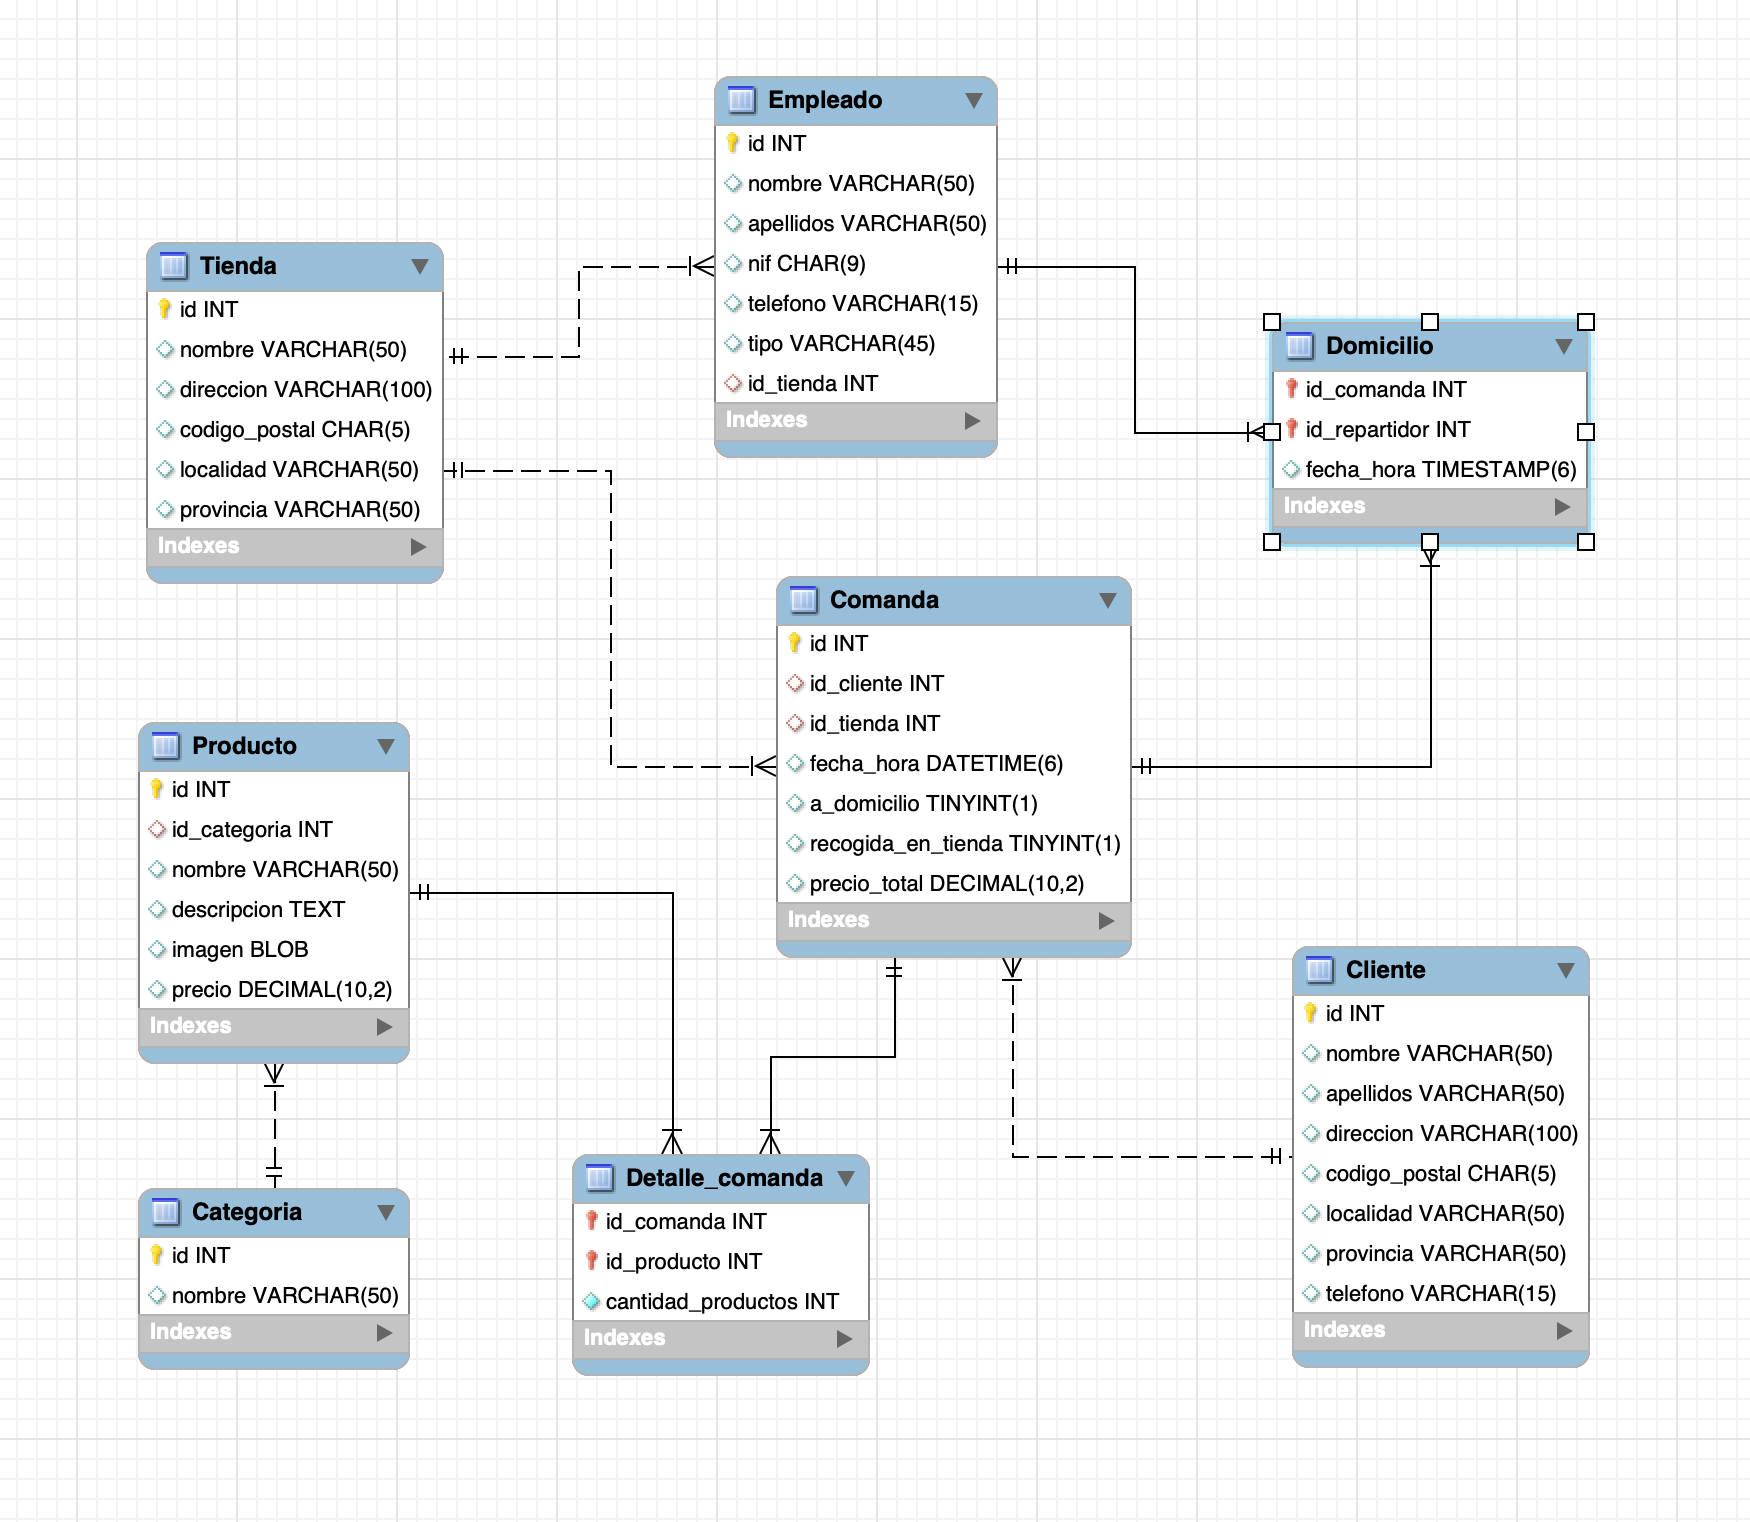 Empleado
id INT
nombre VARCHAR(50)
apellidos VARCHAR(50)
nif CHAR(9)
telefono VARCHAR(15)
tipo VARCHAR(45)
id_tienda INT
Indexes
Tienda
id INT
nombre VARCHAR(50)
direccion VARCHAR(100)
codigo_postal CHAR(5)
localidad VARCHAR(50)
provincia VARCHAR(50)
Indexes
Domicilio
id_comanda INT
id_repartidor INT
fecha_hora TIMESTAMP(6)
Indexes
Comanda
id INT
id_cliente INT
id_tienda INT
fecha_hora DATETIME(6)
a_domicilio TINYINT(1)
recogida_en_tienda TINYINT(1)
precio_total DECIMAL(10,2)
Indexes
Producto
id INT
id_categoria INT
nombre VARCHAR(50)
descripcion TEXT
imagen BLOB
precio DECIMAL(10,2)
Indexes
Cliente
id INT
nombre VARCHAR(50)
apellidos VARCHAR(50)
direccion VARCHAR(100)
codigo_postal CHAR(5)
localidad VARCHAR(50)
provincia VARCHAR(50)
telefono VARCHAR(15)
Indexes
Detalle_comanda
id_comanda INT
id_producto INT
cantidad_productos INT
Indexes
Categoria
id INT
nombre VARCHAR(50)
Indexes